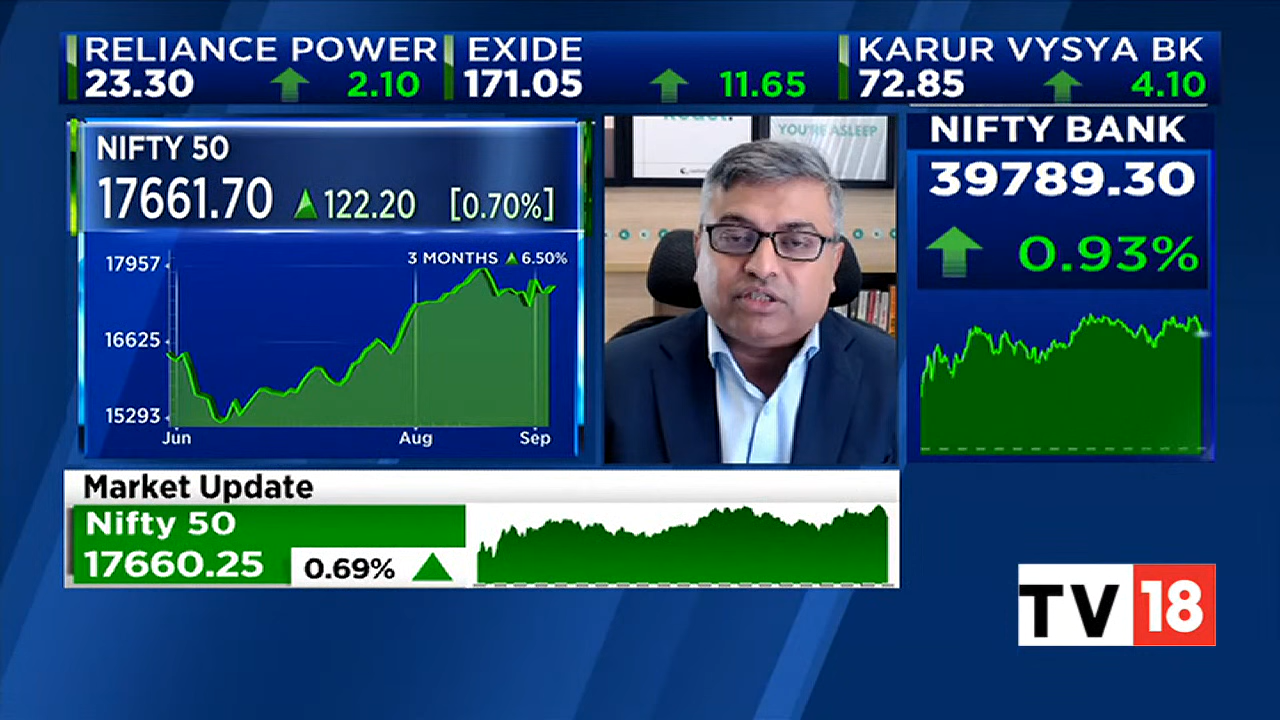 RELIANCE POWER
23.30 2.10
EXIDE
171.05 11.65
KARUR VYSYA BK
72.85 4.10
NIFTY 50
17661.70 122.20 [0.70%]
3 MONTHS 6.50%
17957
16625
15293
Jun Aug Sep
YOU'RE ASLEEP
NIFTY BANK
39789.30
0.93%
Market Update
Nifty 50
17660.25 0.69%
TV18